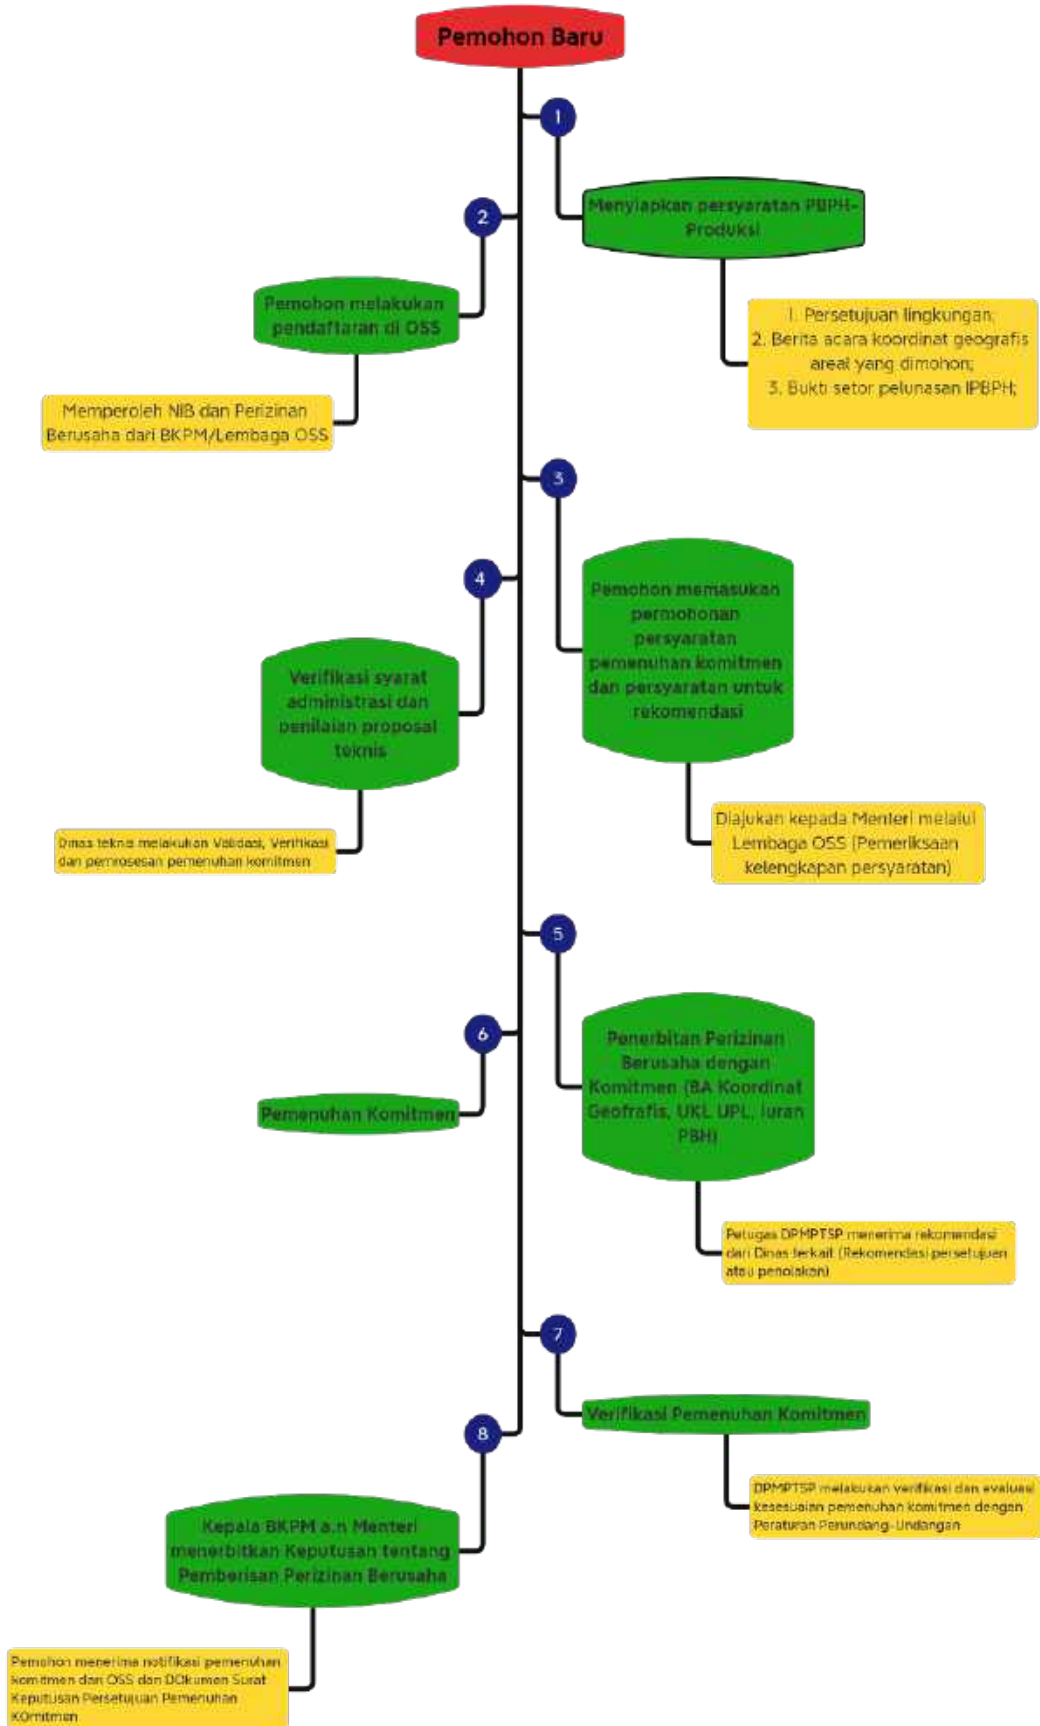 Pemohon Baru
1
Menyiapkan persyaratan PBPH-
Produksi
1. Persetujuan lingkungan;
2. Berita acara koordinat geografis
areal yang dimohon;
3. Bukti setor pelunasan IPBPH;
2
Pemohon melakukan
pendaftaran di OSS
Memperoleh NIB dan Perizinan
Berusaha dari BKPM/Lembaga OSS
3
Pemohon memasukan
permohonan
persyaratan
pemenuhan komitmen
dan persyaratan untuk
rekomendasi
Diajukan kepada Menteri melalui
Lembaga OSS (Pemeriksaan
kelengkapan persyaratan)
4
Verifikasi syarat
administrasi dan
penilaian proposal
teknis
Dinas teknis melakukan Validasi, Verifikasi
dan pemrosesan pemenuhan komitmen
5
Penerbitan Perizinan
Berusaha dengan
Komitmen (BA Koordinat
Geofrafis, UKL UPL, Iuran
PBH)
Petugas DPMPTSP menerima rekomendasi
dari Dinas terkait (Rekomendasi persetujuan
atau penolakan)
6
Pemenuhan Komitmen
7
Verifikasi Pemenuhan Komitmen
DPMPTSP melakukan verifikasi dan evaluasi
kesesuaian pemenuhan komitmen dengan
Peraturan Perundang-Undangan
8
Kepala BKPM a.n Menteri
menerbitkan Keputusan tentang
Pemberisan Perizinan Berusaha
Pemohon menerima notifikasi pemenuhan
komitmen dari OSS dan DOkumen Surat
Keputusan Persetujuan Pemenuhan
KOmitmen